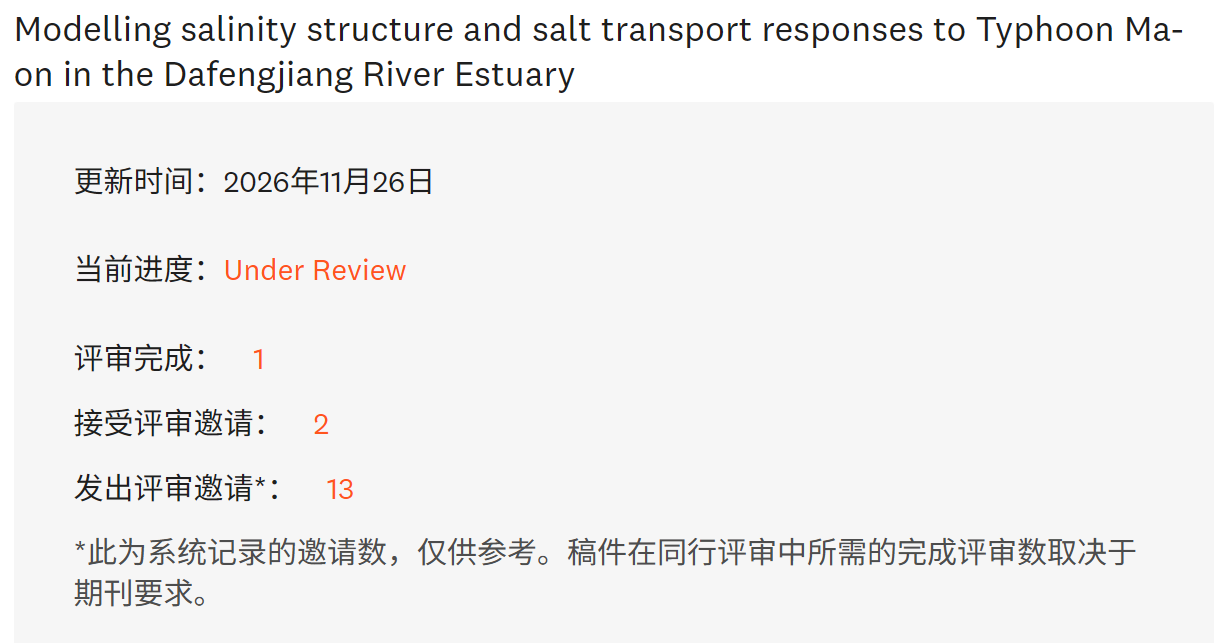 Modelling salinity structure and salt transport responses to Typhoon Ma-
on in the Dafengjiang River Estuary
更新时间：2026年11月26日
当前进度：Under Review
评审完成： 1
接受评审邀请： 2
发出评审邀请*： 13
*此为系统记录的邀请数，仅供参考。稿件在同行评审中所需的完成评审数取决于
期刊要求。